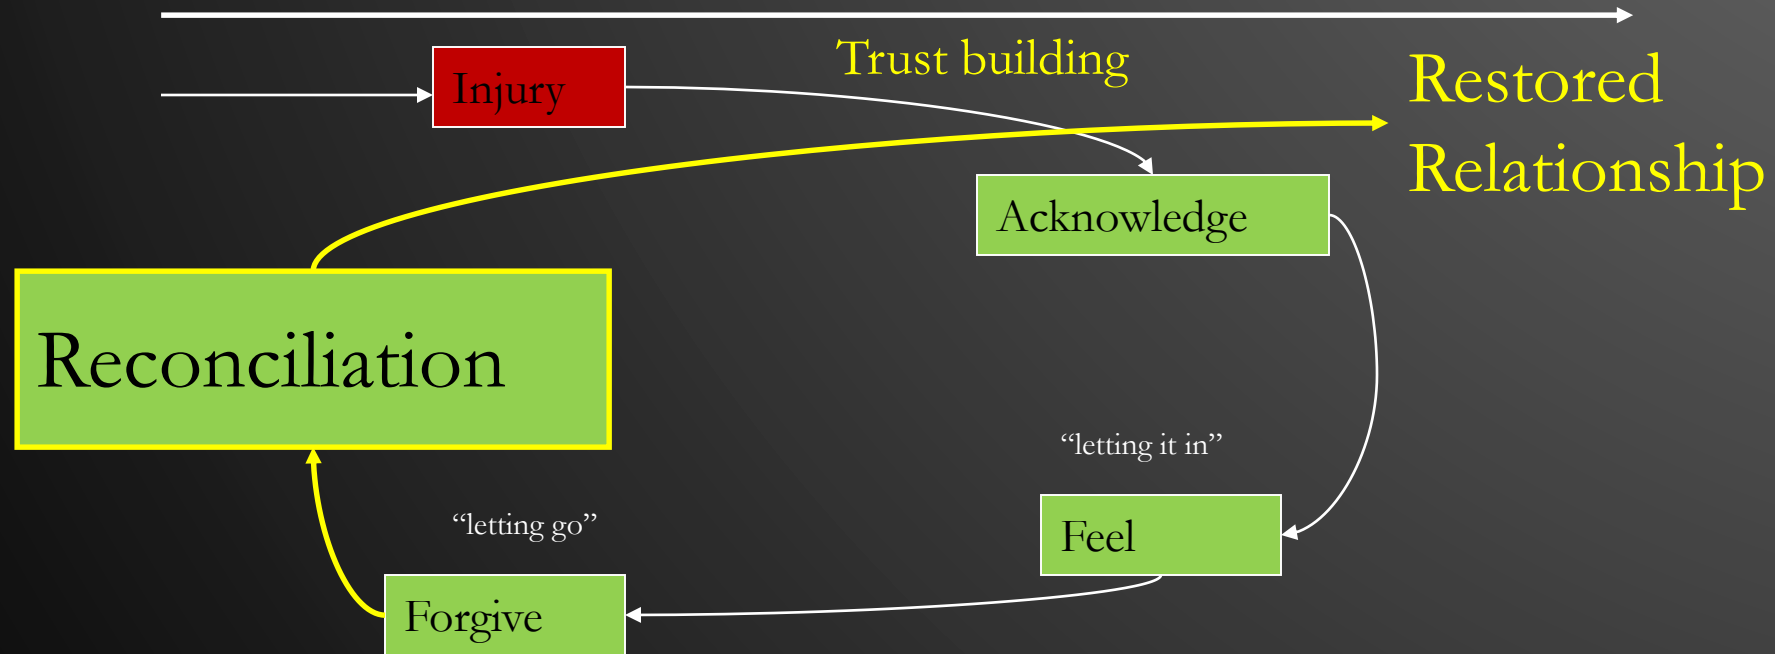 Trust building
Injury
Restored
Relationship
Acknowledge
Reconciliation
“letting it in”
“letting go”
Feel
Forgive